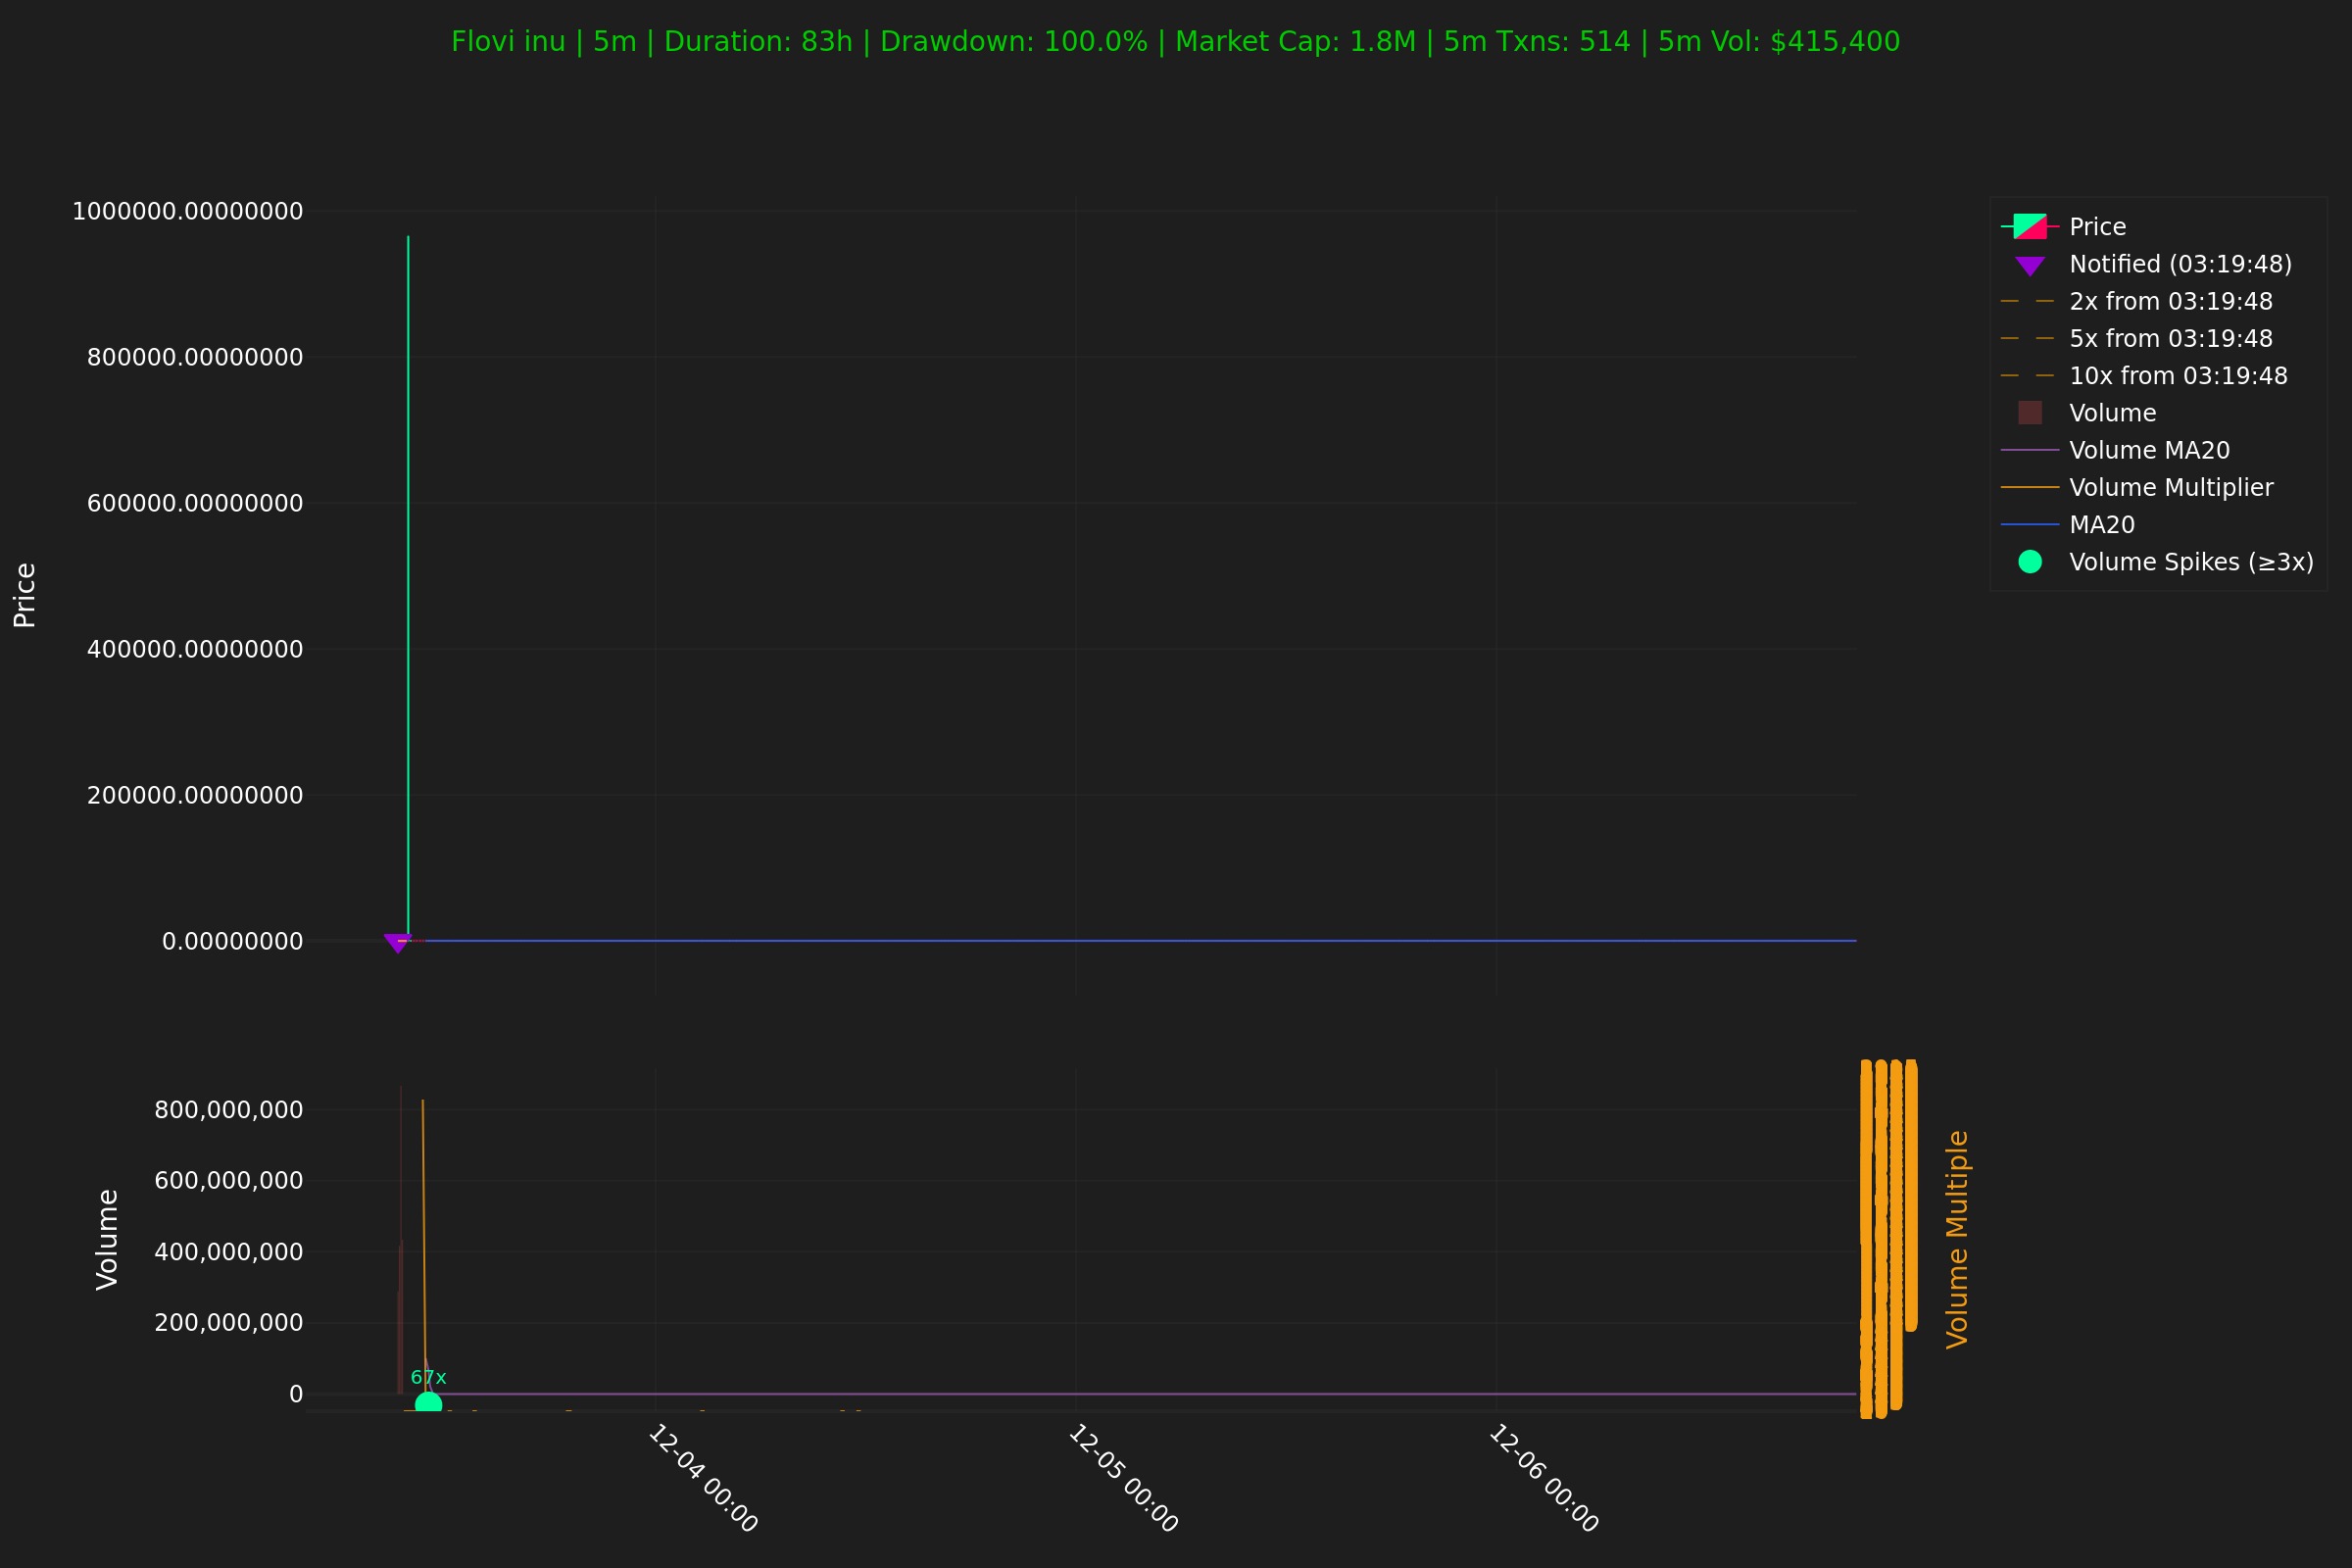 Flovi inu | 5m | Duration: 83h | Drawdown: 100.0% | Market Cap: 1.8M | 5m Txns: 514 | 5m Vol: $415,400
Price
1000000.00000000
800000.00000000
600000.00000000
400000.00000000
200000.00000000
0.00000000
Price
Notified (03:19:48)
2x from 03:19:48
5x from 03:19:48
10x from 03:19:48
Volume
Volume MA20
Volume Multiplier
MA20
Volume Spikes (≥3x)
Volume
800,000,000
600,000,000
400,000,000
200,000,000
0
67x
Volume Multiple
12-04 00:00
12-05 00:00
12-06 00:00